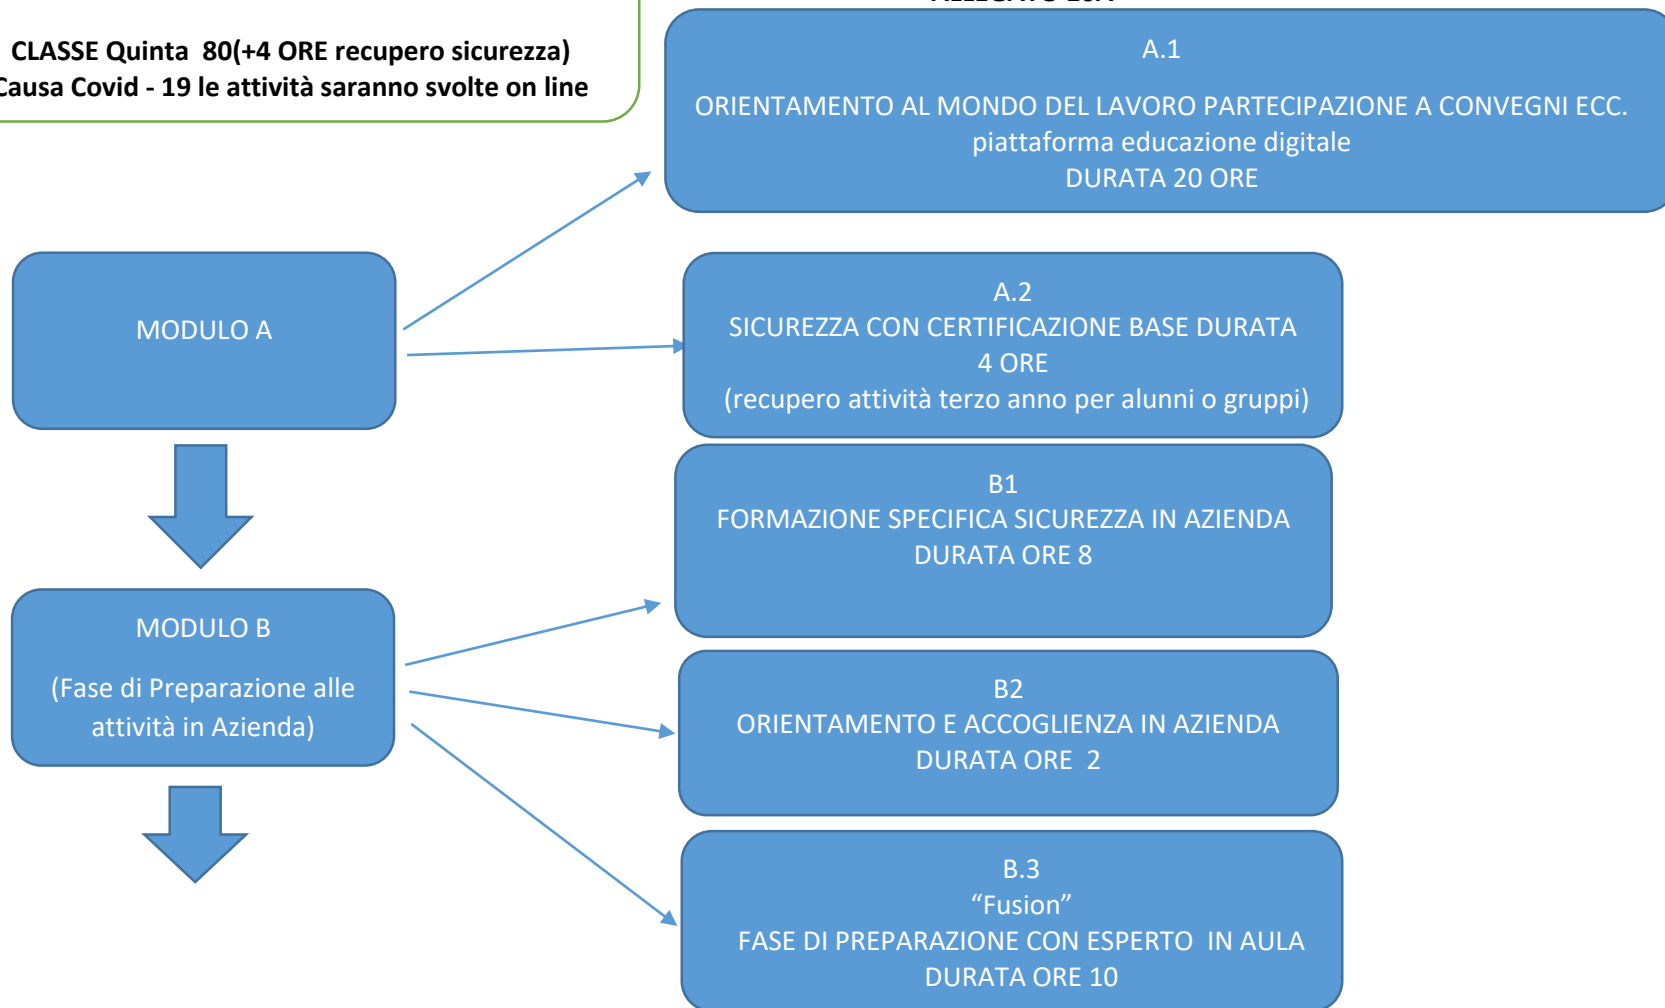 CLASSE Quinta  80(+4 ORE recupero sicurezza)
Causa Covid - 19 le attività saranno svolte on line
A.1
ORIENTAMENTO AL MONDO DEL LAVORO PARTECIPAZIONE A CONVEGNI ECC.
piattaforma educazione digitale
DURATA 20 ORE
MODULO A
A.2
SICUREZZA CON CERTIFICAZIONE BASE DURATA
4 ORE
(recupero attività terzo anno per alunni o gruppi)
B1
FORMAZIONE SPECIFICA SICUREZZA IN AZIENDA
DURATA ORE 8
MODULO B
(Fase di Preparazione alle
attività in Azienda)
B2
ORIENTAMENTO E ACCOGLIENZA IN AZIENDA
DURATA ORE  2
B.3
“Fusion”
FASE DI PREPARAZIONE CON ESPERTO  IN AULA
DURATA ORE 10